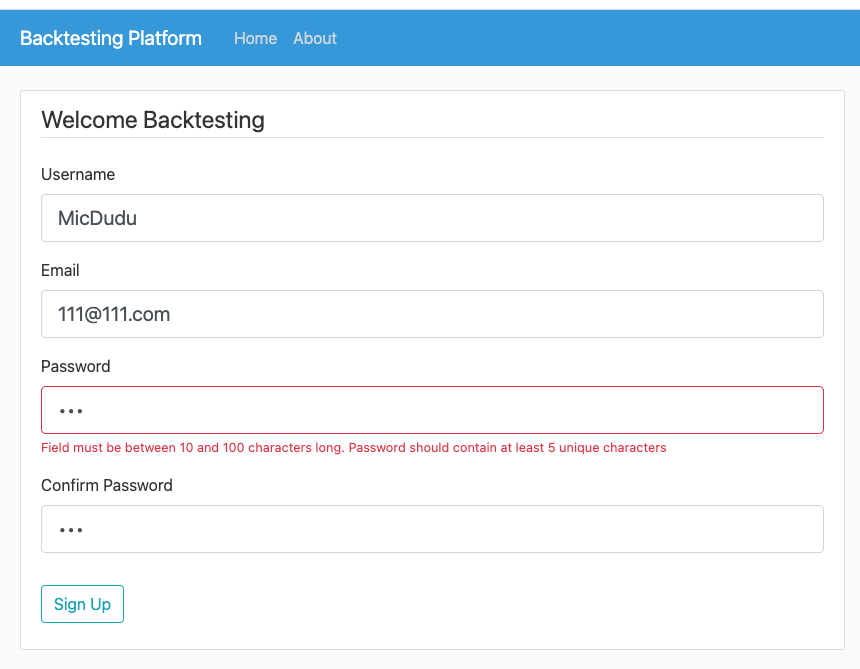 Backtesting Platform Home About
Welcome Backtesting
Username
MicDudu
Email
111@111.com
Password
•••
Field must be between 10 and 100 characters long. Password should contain at least 5 unique characters
Confirm Password
•••
Sign Up